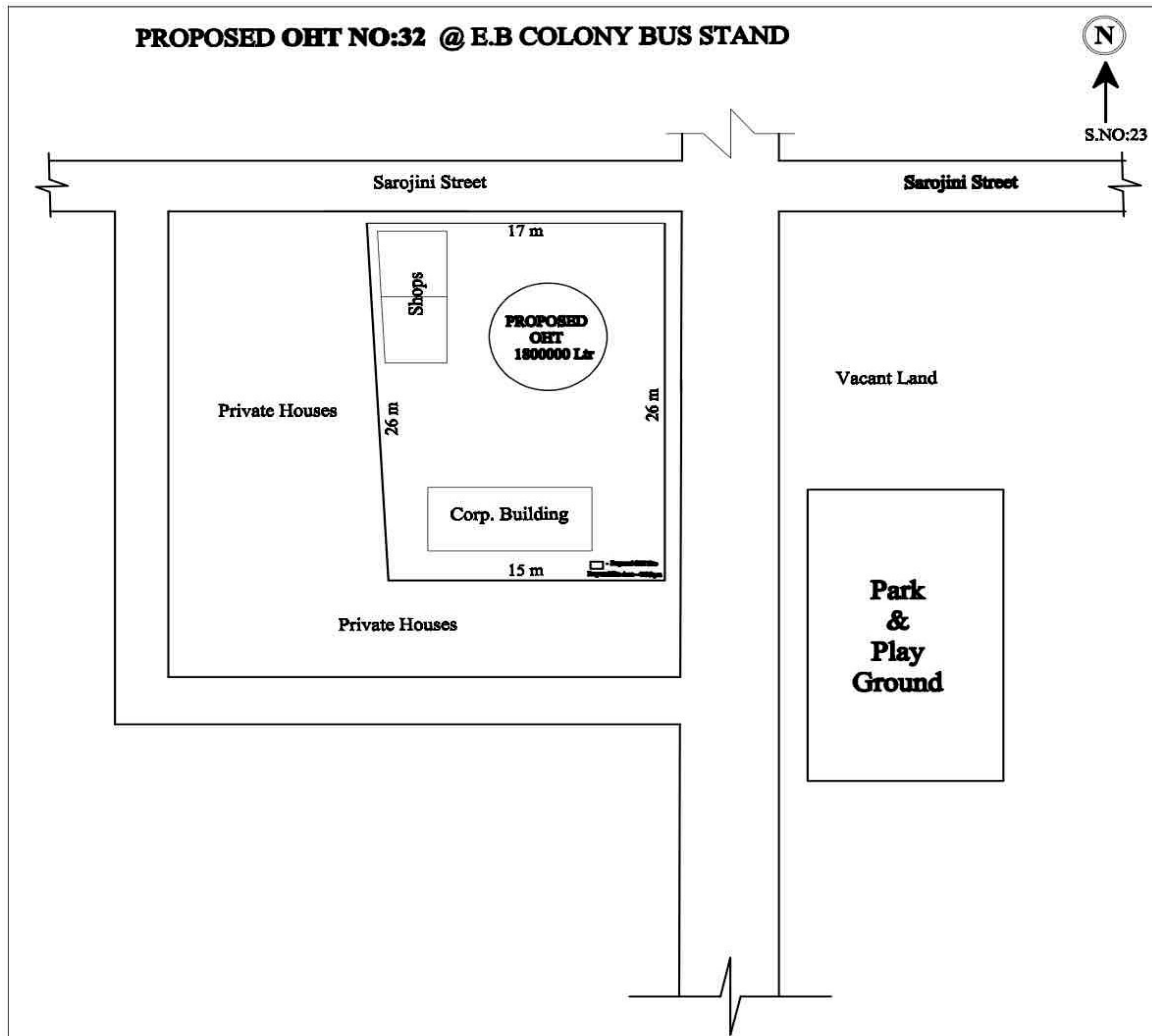 PROPOSED OHT NO:32 @ E.B COLONY BUS STAND
N
S.NO:23
Sarojini Street
Sarojini Street
17 m
Shops
PROPOSED
OHT
1800000 Ltr
Vacant Land
Private Houses
26 m
26 m
Corp. Building
15 m
Private Houses
Park
&
Play
Ground